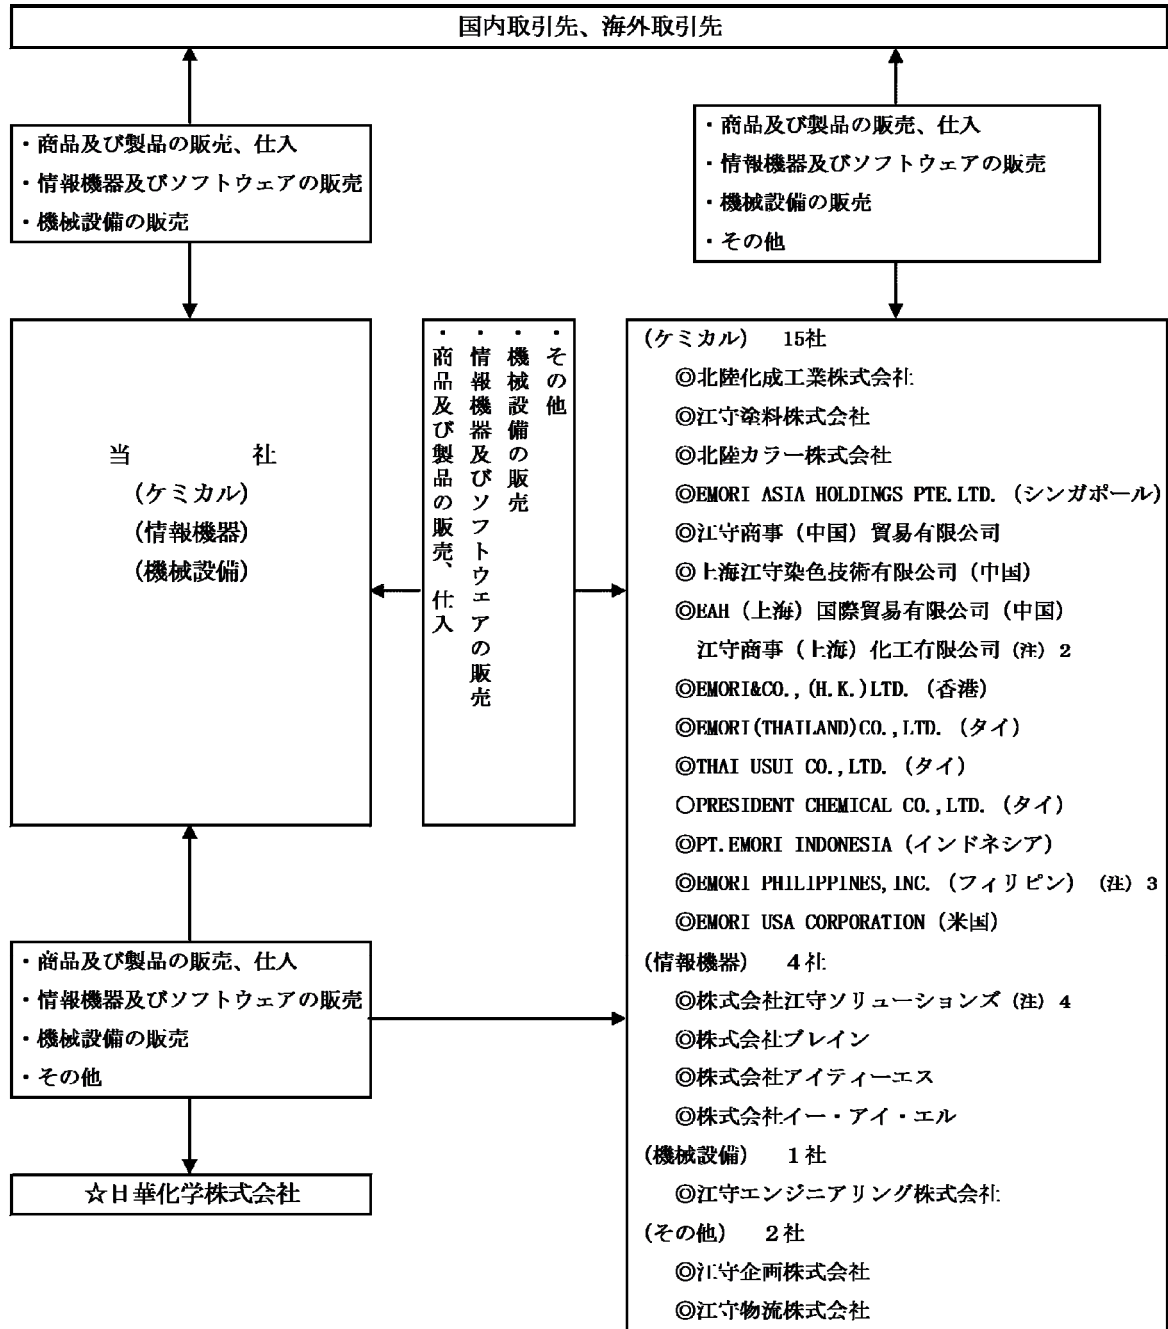 国内取引先、海外取引先
・商品及び製品の販売、仕入
・情報機器及びソフトウェアの販売
・機械設備の販売
・商品及び製品の販売、仕入
・情報機器及びソフトウェアの販売
・機械設備の販売
・その他
当　社
(ケミカル)
(情報機器)
(機械設備)
・その他
・機械設備の販売
・情報機器及びソフトウエアの販売
・商品及び製品の販売、仕入
(ケミカル)　15社
◎北陸化成工業株式会社
◎江守塗料株式会社
◎北陸カラー株式会社
◎EMORI ASIA HOLDINGS PTE.LTD. (シンガポール)
◎江守商事（中国）貿易有限公司
◎上海江守染色技術有限公司（中国）
◎EAH（上海）国際貿易有限公司（中国）
江守商事（上海）化工有限公司（注）2
◎EMORI&CO.,(H.K.)LTD.（香港）
◎EMORI(THAILAND)CO.,LTD.（タイ）
◎THAI USUI CO.,LTD.（タイ）
○PRESIDENT CHEMICAL CO.,LTD.（タイ）
◎PT.EMORI INDONESIA（インドネシア）
◎EMORI PHILIPPINES,INC.（フィリピン）（注）3
◎EMORI USA CORPORATION（米国）
(情報機器)　4社
◎株式会社江守ソリューションズ（注）4
◎株式会社ブレイン
◎株式会社アイティーエス
◎株式会社イー・アイ・エル
(機械設備)　1社
◎江守エンジニアリング株式会社
(その他)　2社
◎江守企画株式会社
◎江守物流株式会社
・商品及び製品の販売、仕入
・情報機器及びソフトウェアの販売
・機械設備の販売
・その他
☆日華化学株式会社